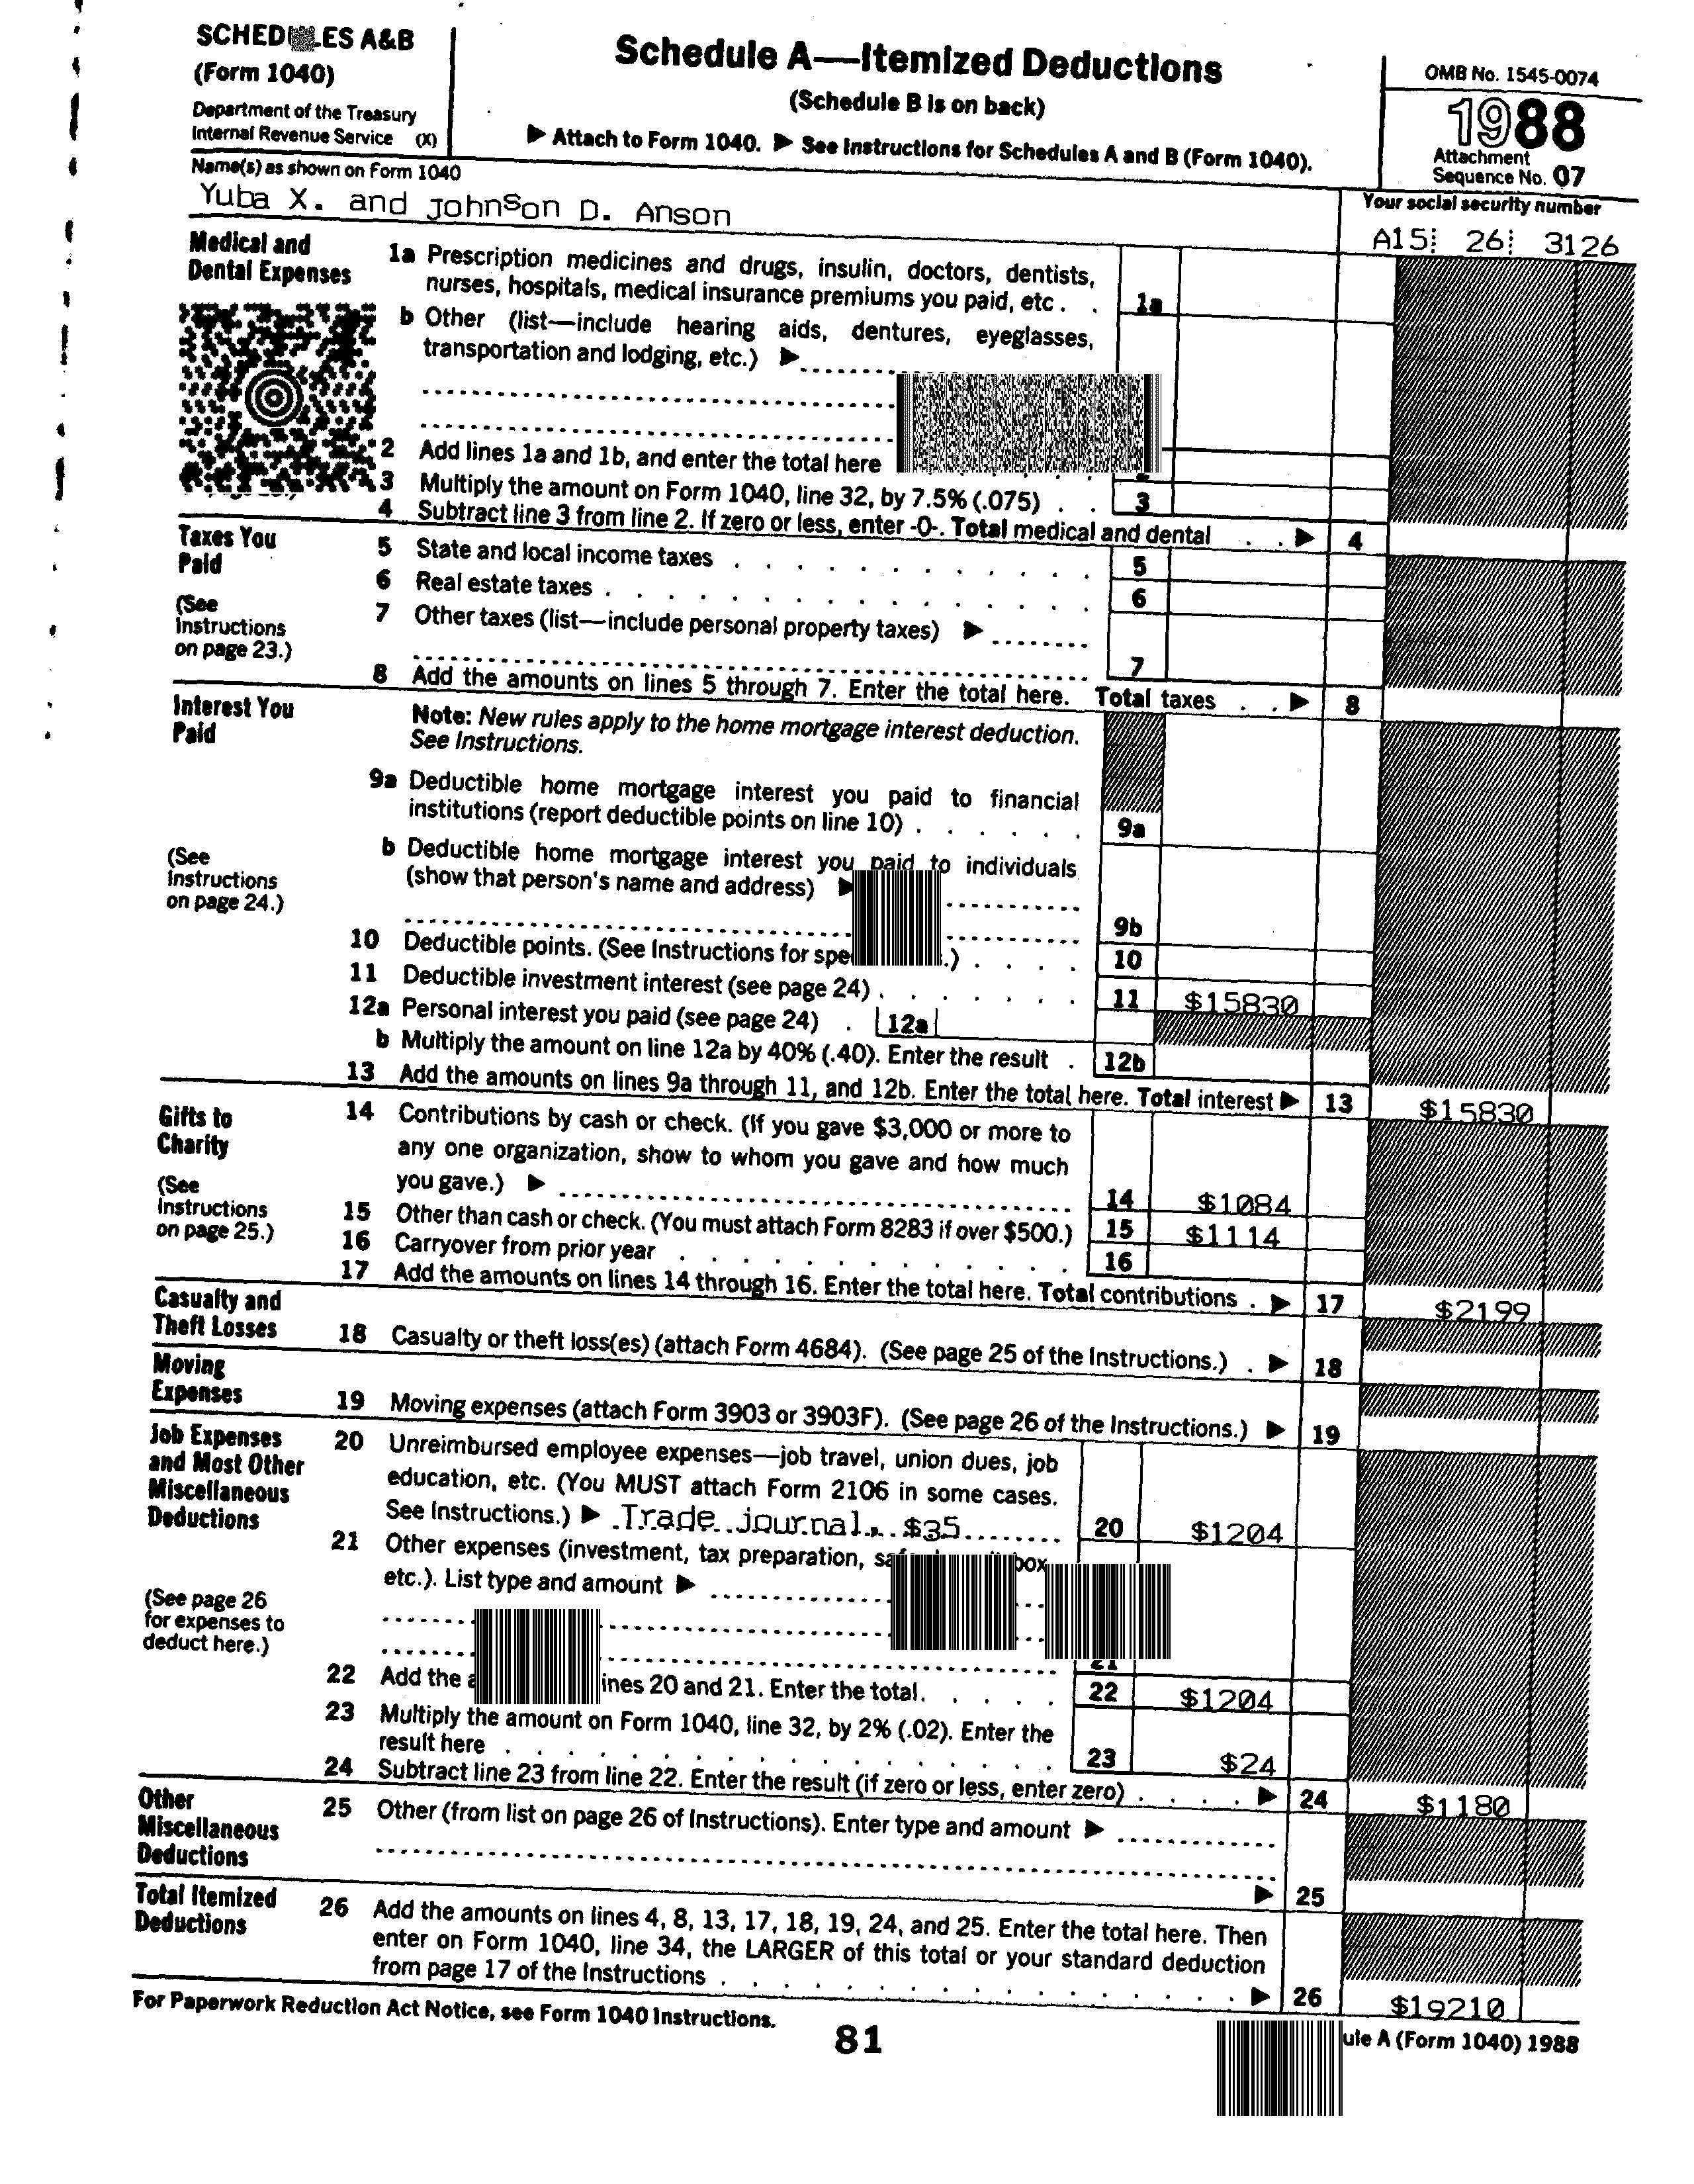 SCHED ES A&B
(Form 1040)
Department of the Treasury
Internal Revenue Service (X)
Schedule A—Itemized Deductions
(Schedule B is on back)
▶ Attach to Form 1040. ▶ See Instructions for Schedules A and B (Form 1040).
OMB No. 1545-0074
1988
Attachment
Sequence No. 07
Name(s) as shown on Form 1040
Yuba X. and Johnson D. Anson
Your social security number
A15 26 3126
Medical and
Dental Expenses
1a Prescription medicines and drugs, insulin, doctors, dentists,
nurses, hospitals, medical insurance premiums you paid, etc . . 1a
b Other (list—include hearing aids, dentures, eyeglasses,
transportation and lodging, etc.) ▶
2 Add lines 1a and 1b, and enter the total here
3 Multiply the amount on Form 1040, line 32, by 7.5% (.075) . . 3
4 Subtract line 3 from line 2. If zero or less, enter -0-. Total medical and dental . . ▶ 4
Taxes You
Paid
(See
Instructions
on page 23.)
5 State and local income taxes . . . 5
6 Real estate taxes . . . 6
7 Other taxes (list—include personal property taxes) ▶
7
8 Add the amounts on lines 5 through 7. Enter the total here. Total taxes . . ▶ 8
Interest You
Paid
(See
Instructions
on page 24.)
Note: New rules apply to the home mortgage interest deduction.
See Instructions.
9a Deductible home mortgage interest you paid to financial
institutions (report deductible points on line 10) . . . 9a
b Deductible home mortgage interest you paid to individuals
(show that person's name and address) ▶
9b
10 Deductible points. (See Instructions for spe .) . . . 10
11 Deductible investment interest (see page 24) . . . 11 $15830
12a Personal interest you paid (see page 24) . 12a
b Multiply the amount on line 12a by 40% (.40). Enter the result . 12b
13 Add the amounts on lines 9a through 11, and 12b. Enter the total here. Total interest ▶ 13 $15830
Gifts to
Charity
(See
Instructions
on page 25.)
14 Contributions by cash or check. (If you gave $3,000 or more to
any one organization, show to whom you gave and how much
you gave.) ▶ 14 $1084
15 Other than cash or check. (You must attach Form 8283 if over $500.) 15 $1114
16 Carryover from prior year . . . 16
17 Add the amounts on lines 14 through 16. Enter the total here. Total contributions . ▶ 17 $2199
Casualty and
Theft Losses
18 Casualty or theft loss(es) (attach Form 4684). (See page 25 of the Instructions.) . ▶ 18
Moving
Expenses
19 Moving expenses (attach Form 3903 or 3903F). (See page 26 of the Instructions.) ▶ 19
Job Expenses
and Most Other
Miscellaneous
Deductions
(See page 26
for expenses to
deduct here.)
20 Unreimbursed employee expenses—job travel, union dues, job
education, etc. (You MUST attach Form 2106 in some cases.
See Instructions.) ▶ Trade journal, $35 20 $1204
21 Other expenses (investment, tax preparation, box
etc.). List type and amount ▶
21
22 Add the ines 20 and 21. Enter the total. . . . 22 $1204
23 Multiply the amount on Form 1040, line 32, by 2% (.02). Enter the
result here . . . 23 $24
24 Subtract line 23 from line 22. Enter the result (if zero or less, enter zero) . . . . ▶ 24 $1180
Other
Miscellaneous
Deductions
25 Other (from list on page 26 of Instructions). Enter type and amount ▶
▶ 25
Total Itemized
Deductions
26 Add the amounts on lines 4, 8, 13, 17, 18, 19, 24, and 25. Enter the total here. Then
enter on Form 1040, line 34, the LARGER of this total or your standard deduction
from page 17 of the Instructions . . . ▶ 26 $19210
For Paperwork Reduction Act Notice, see Form 1040 Instructions.
81
ule A (Form 1040) 1988